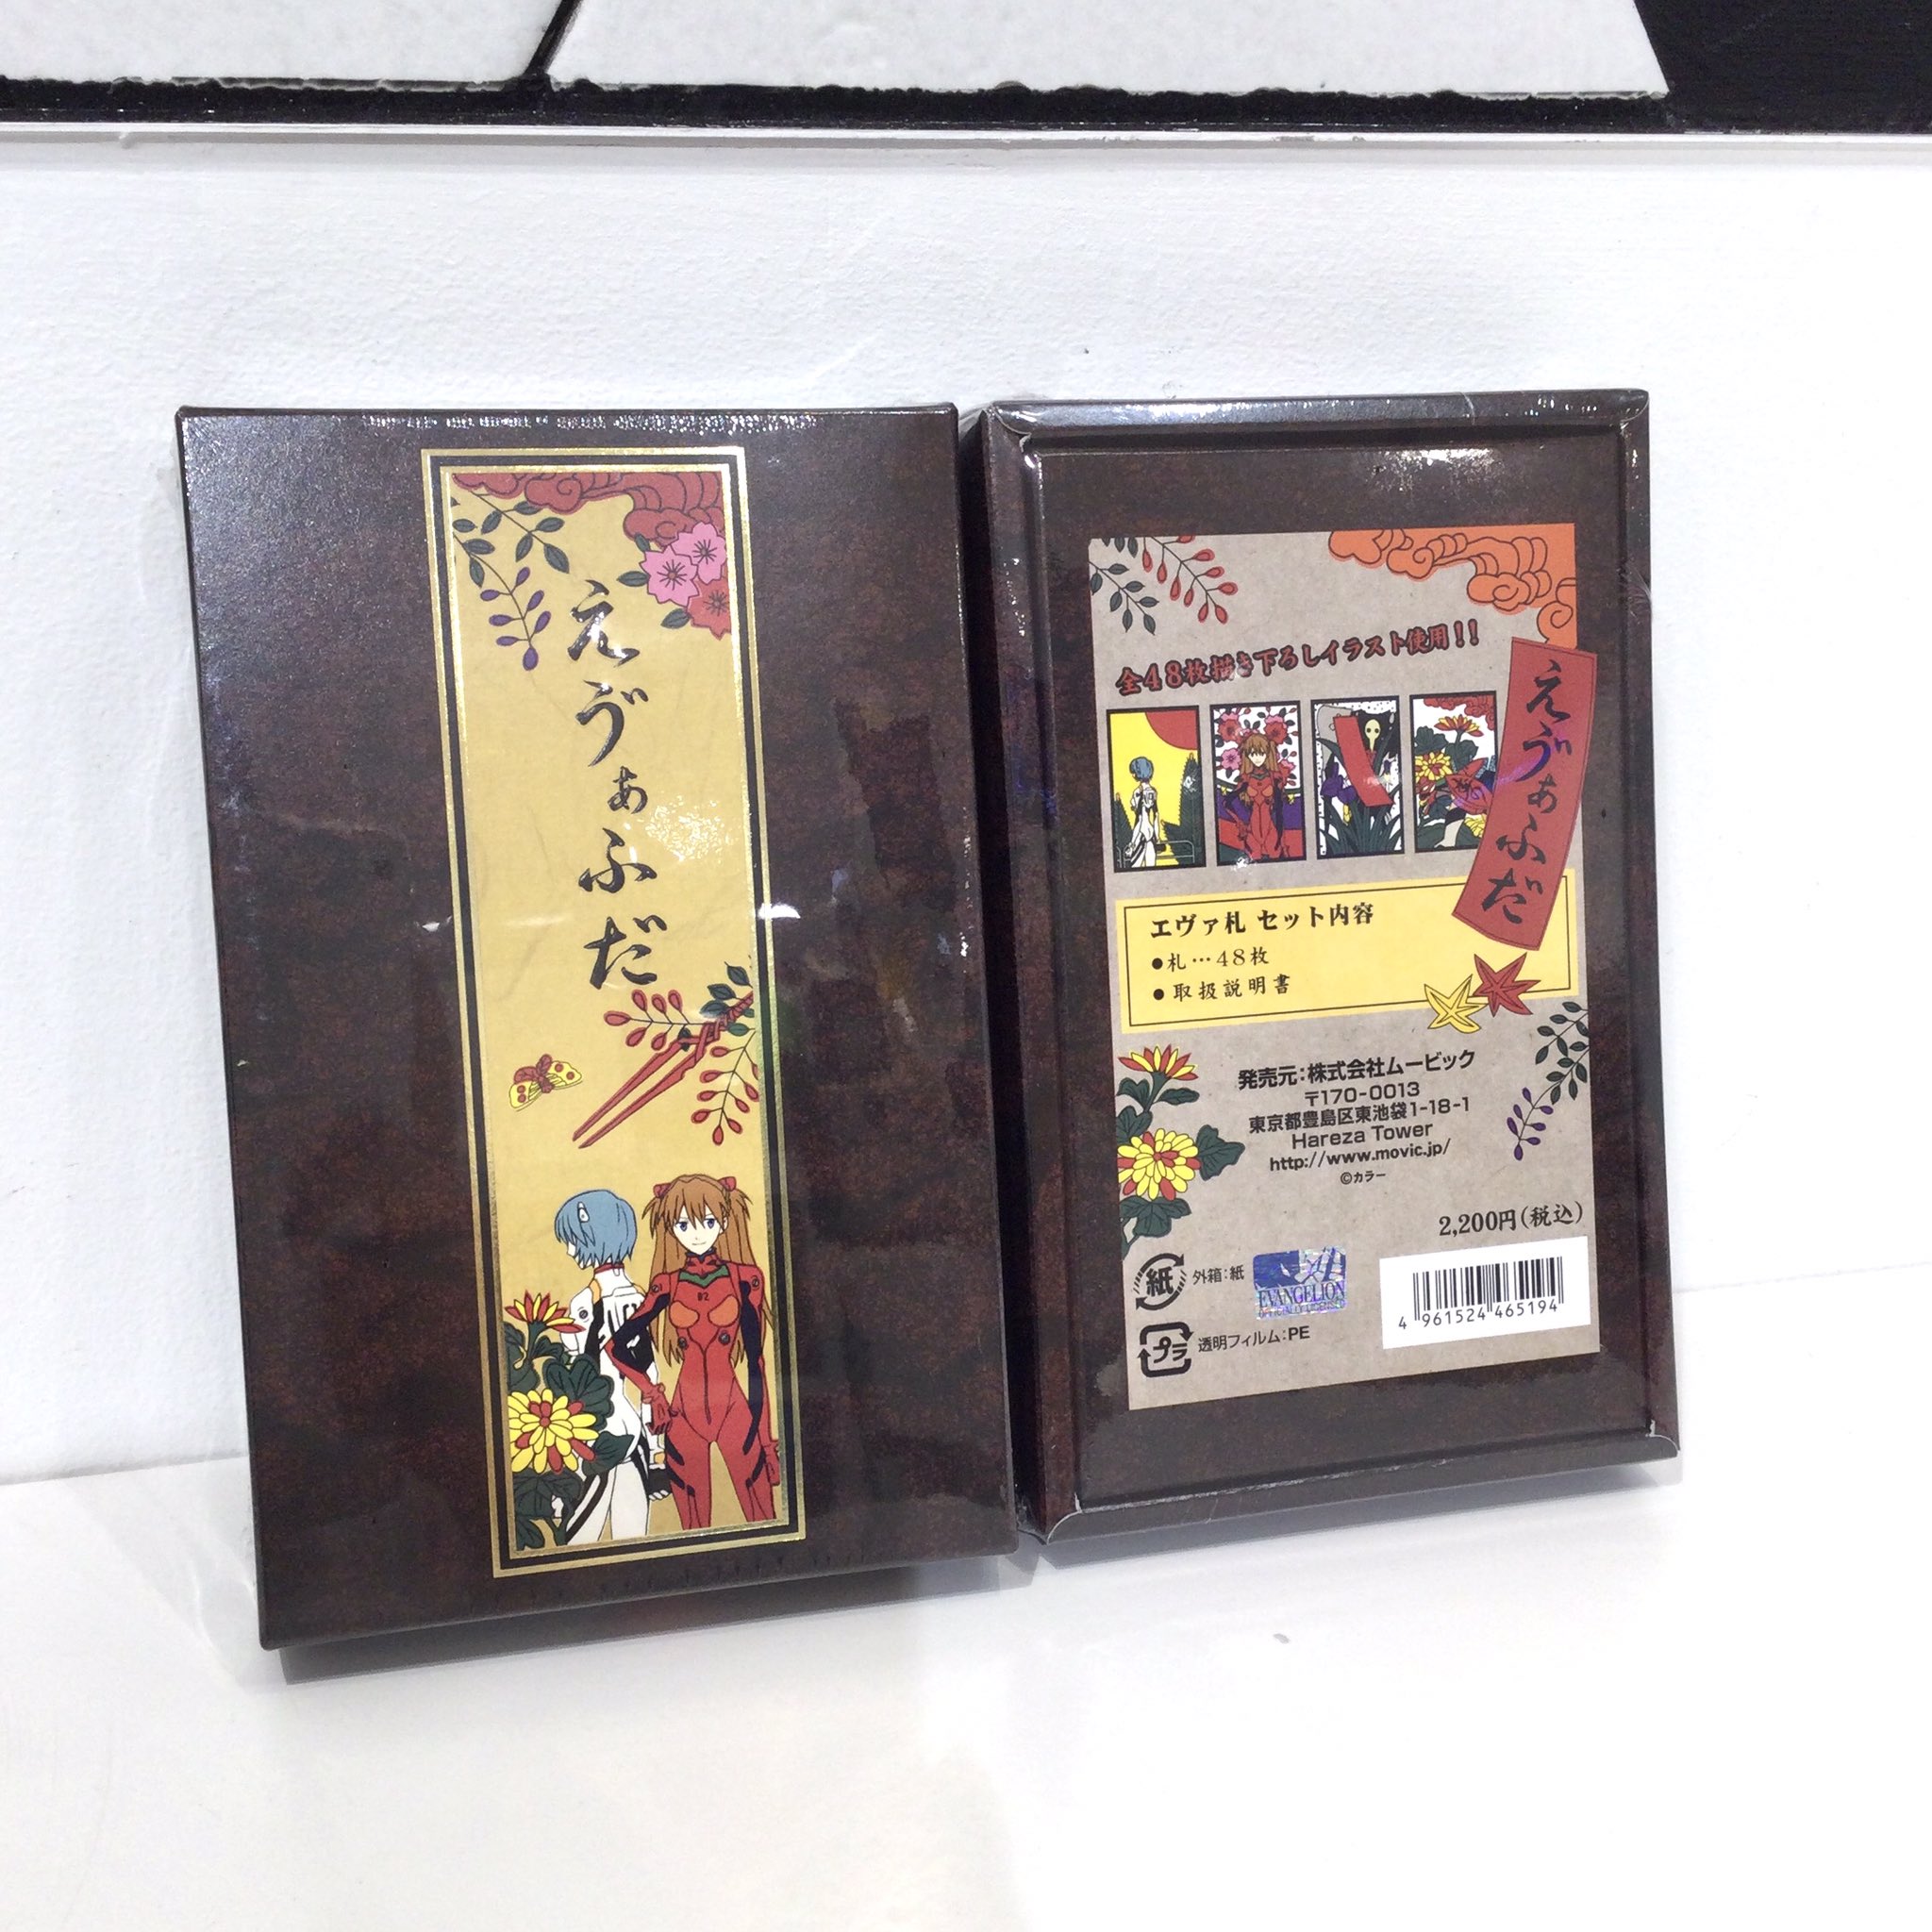 えゔぁふだ
02
全48枚描き下ろしイラスト使用!!
えゔぁふだ
エヴァ札 セット内容
●札…48枚
●取扱説明書
発売元:株式会社ムービック
〒170-0013
東京都豊島区東池袋1-18-1
Hareza Tower
http://www.movic.jp/
©カラー
2,200円(税込)
紙 外箱:紙
EVANGELION
OFFICIALLY LICENSED
4 961524 465194
プラ 透明フィルム:PE